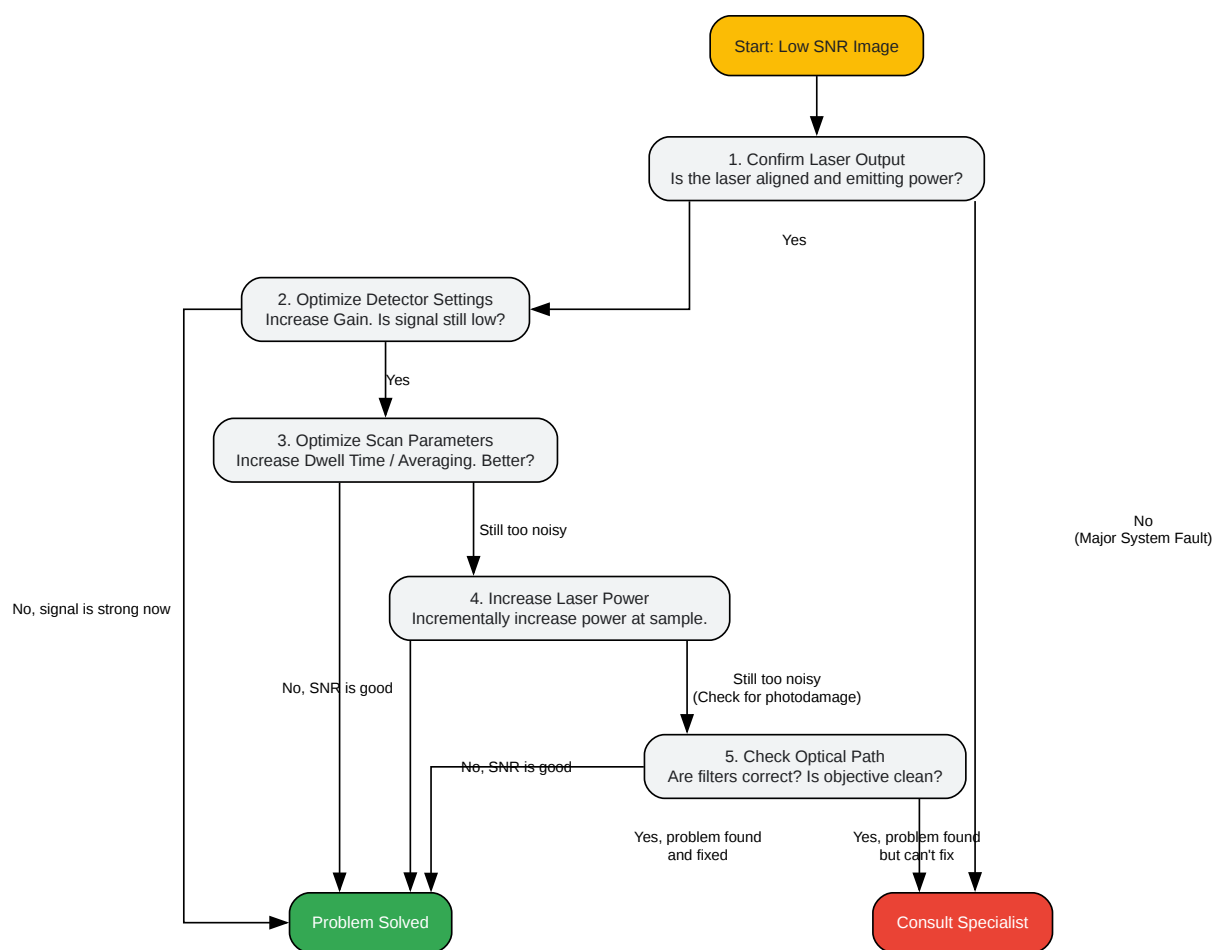 Start: Low SNR Image
1. Confirm Laser Output
Is the laser aligned and emitting power?
Yes
2. Optimize Detector Settings
Increase Gain. Is signal still low?
Yes
3. Optimize Scan Parameters
Increase Dwell Time / Averaging. Better?
No
(Major System Fault)
Still too noisy
4. Increase Laser Power
Incrementally increase power at sample.
No, signal is strong now
No, SNR is good
Still too noisy
(Check for photodamage)
5. Check Optical Path
Are filters correct? Is objective clean?
No, SNR is good
Yes, problem found
and fixed
Yes, problem found
but can't fix
Problem Solved
Consult Specialist